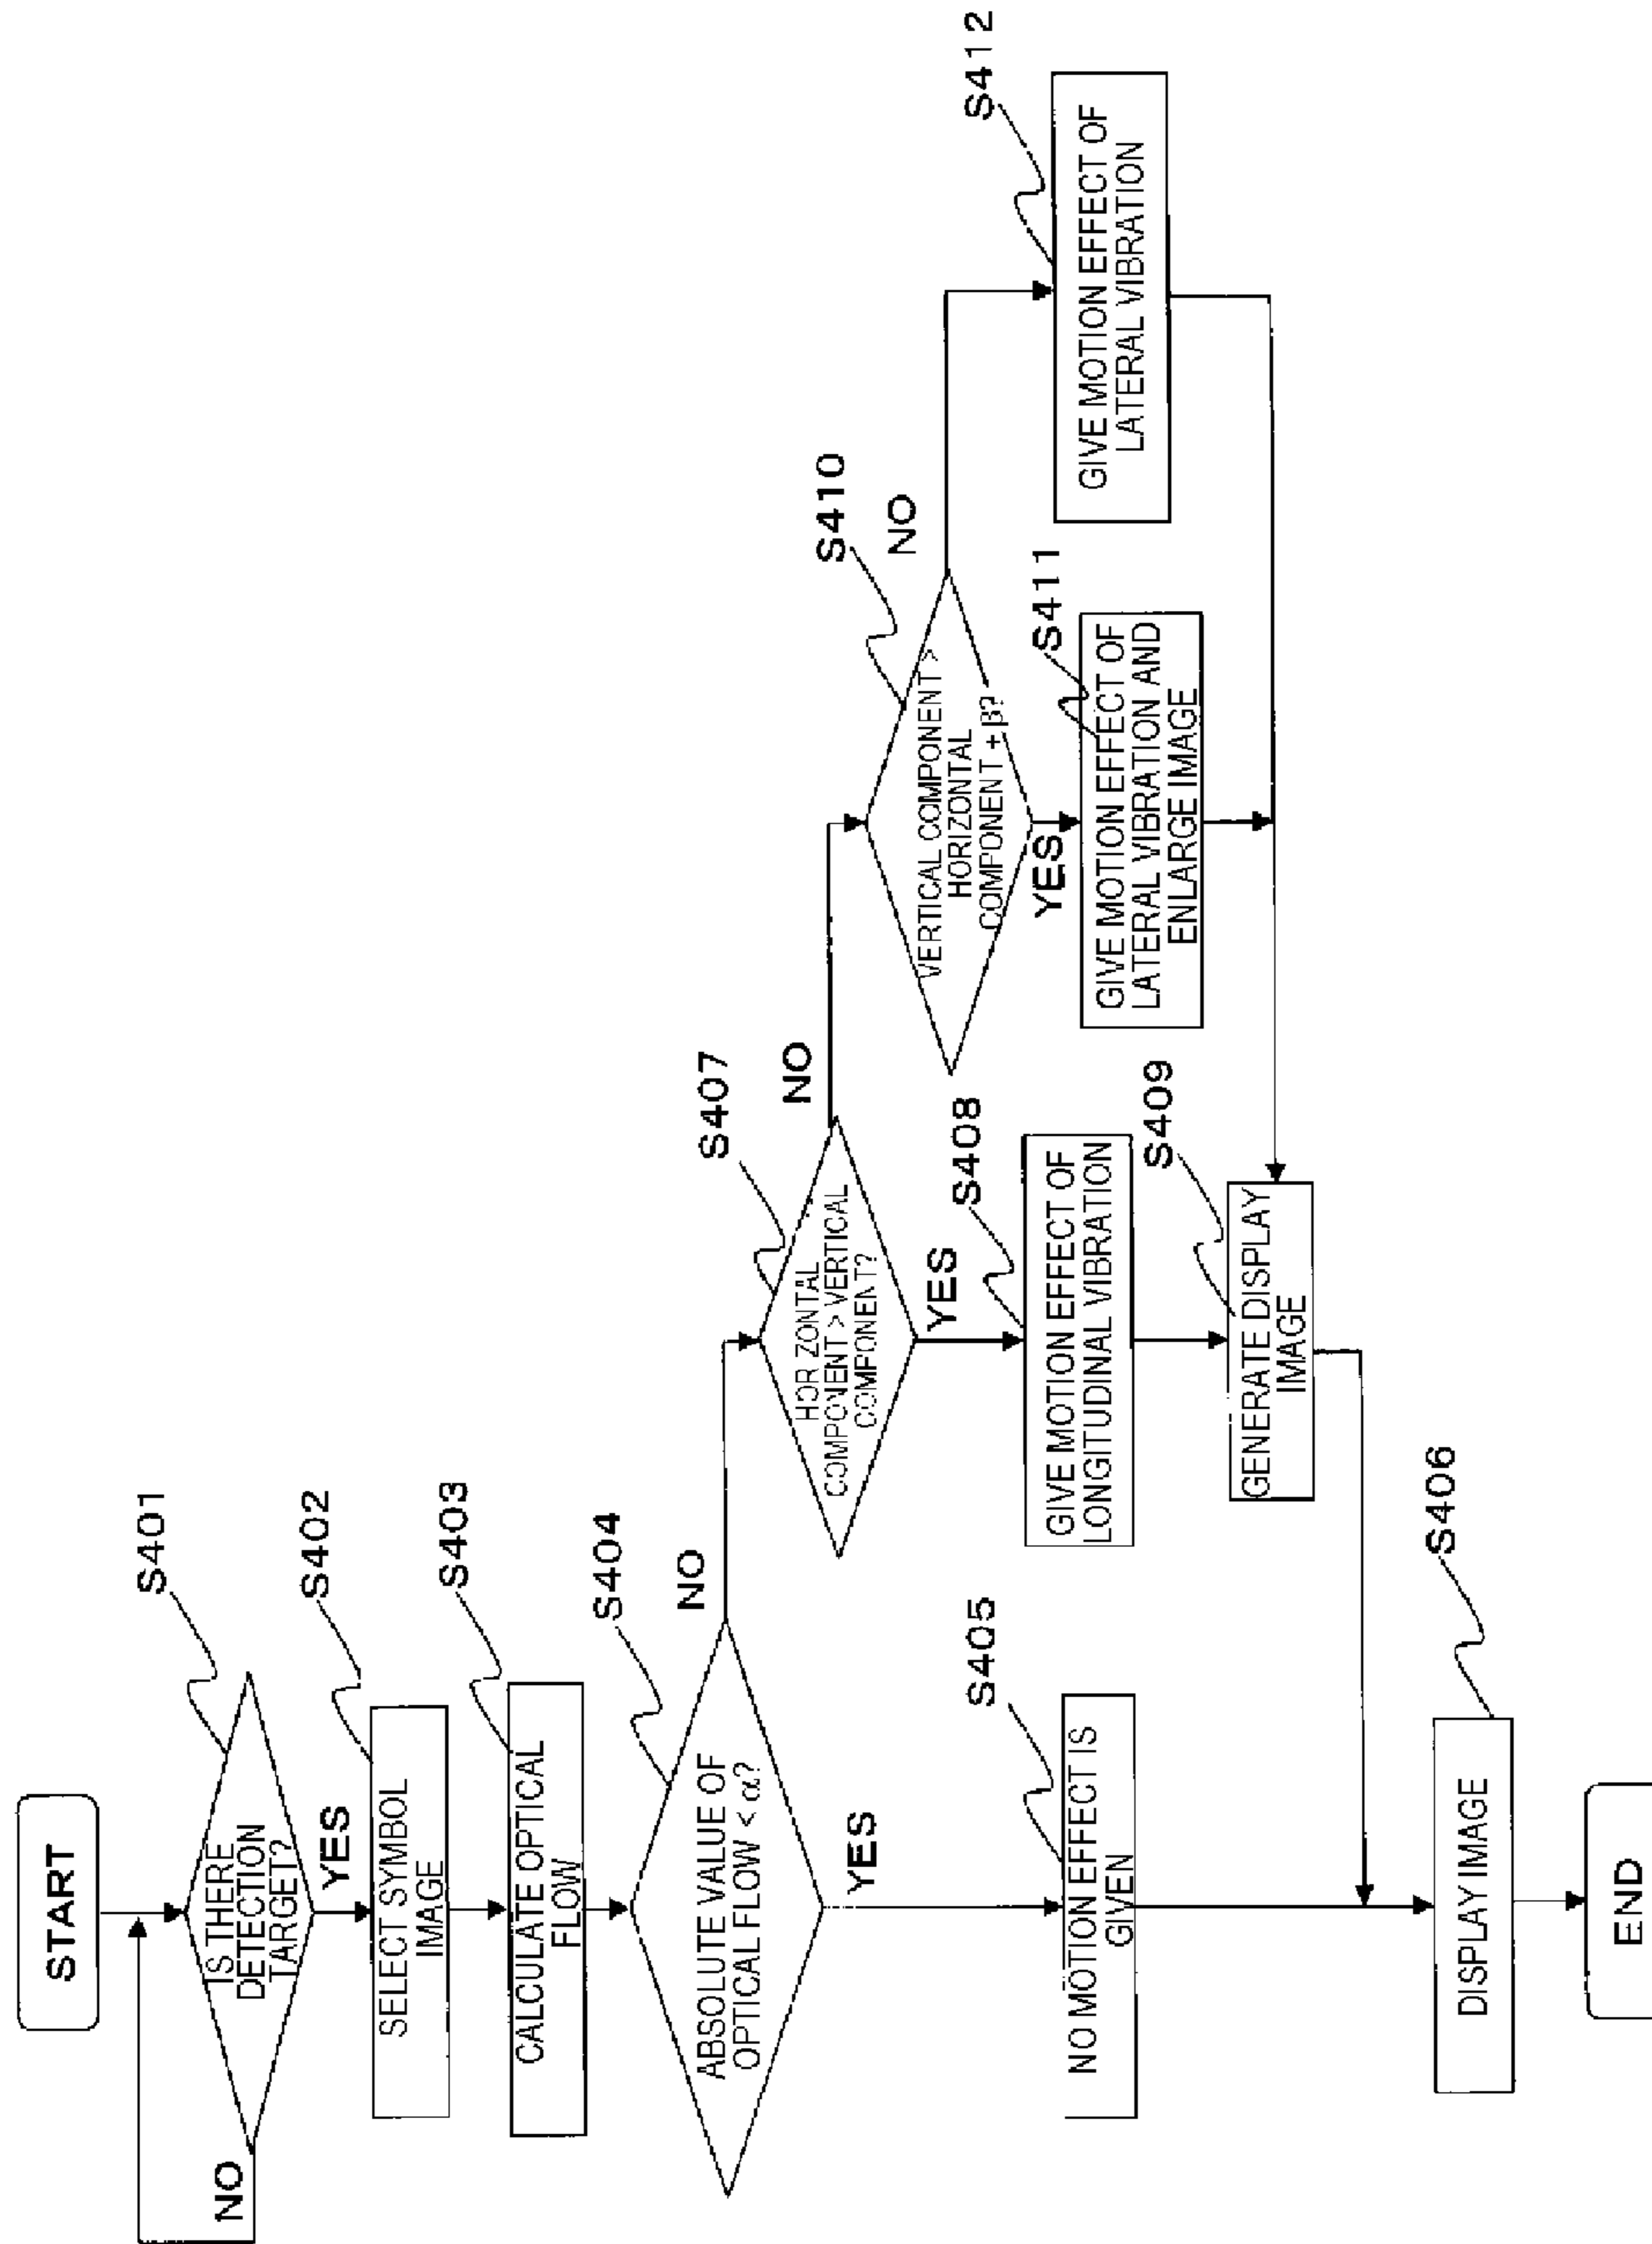 START
S401
IS THERE
DETECTION
TARGET?
NO
YES
S402
SELECT SYMBOL
IMAGE
S403
CALCULATE OPTICAL
FLOW
S404
ABSOLUTE VALUE OF
OPTICAL FLOW < α?
NO
YES
S405
NO MOTION EFFECT IS
GIVEN
S406
DISPLAY IMAGE
END
S407
HOR ZONTAL
COMPONENT > VERTICAL
COMPONENT?
NO
YES
S408
GIVE MOTION EFFECT OF
LONGITUDINAL VIBRATION
S409
GENERATE DISPLAY
IMAGE
S410
VERTICAL COMPONENT >
HORIZONTAL
COMPONENT + β?
NO
YES
S411
GIVE MOTION EFFECT OF
LATERAL VIBRATION AND
ENLARGE IMAGE
S412
GIVE MOTION EFFECT OF
LATERAL VIBRATION